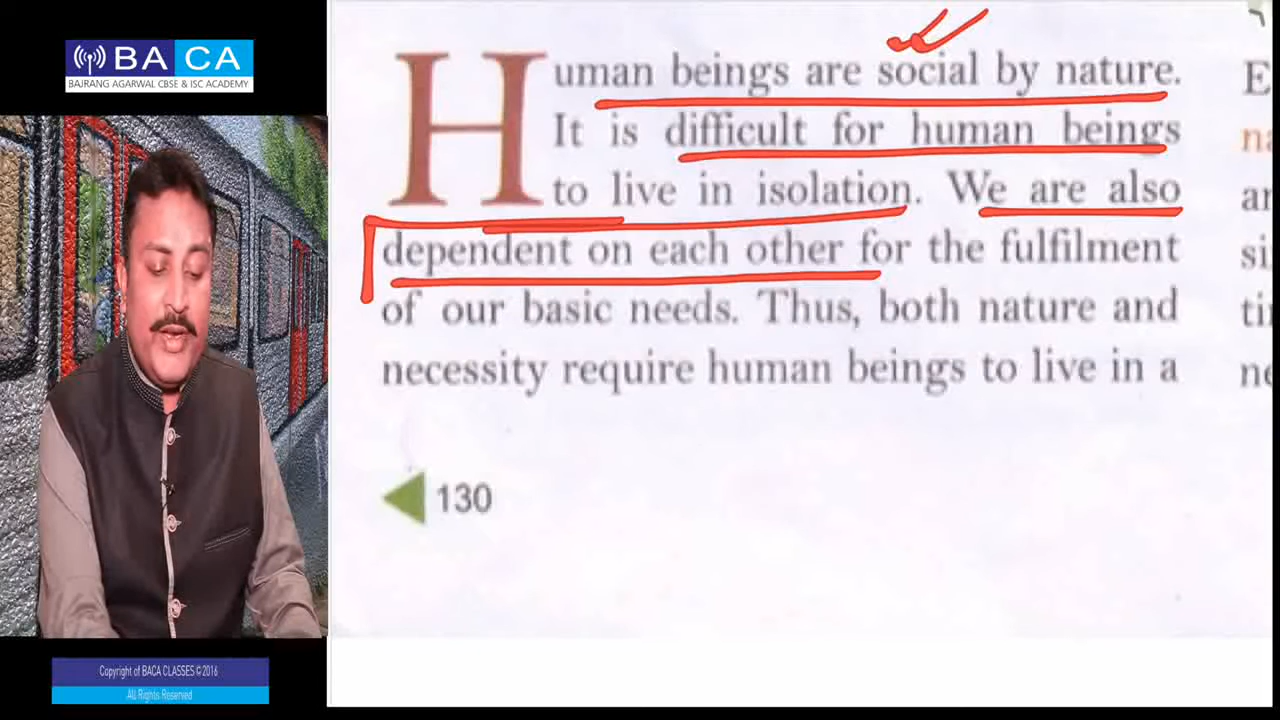 BACA
BAJRANG AGARWAL CBSE & ISC ACADEMY
Human beings are social by nature.
It is difficult for human beings
to live in isolation. We are also
dependent on each other for the fulfilment
of our basic needs. Thus, both nature and
necessity require human beings to live in a
130
Copyright of BACA CLASSES ©2016
All Rights Reserved